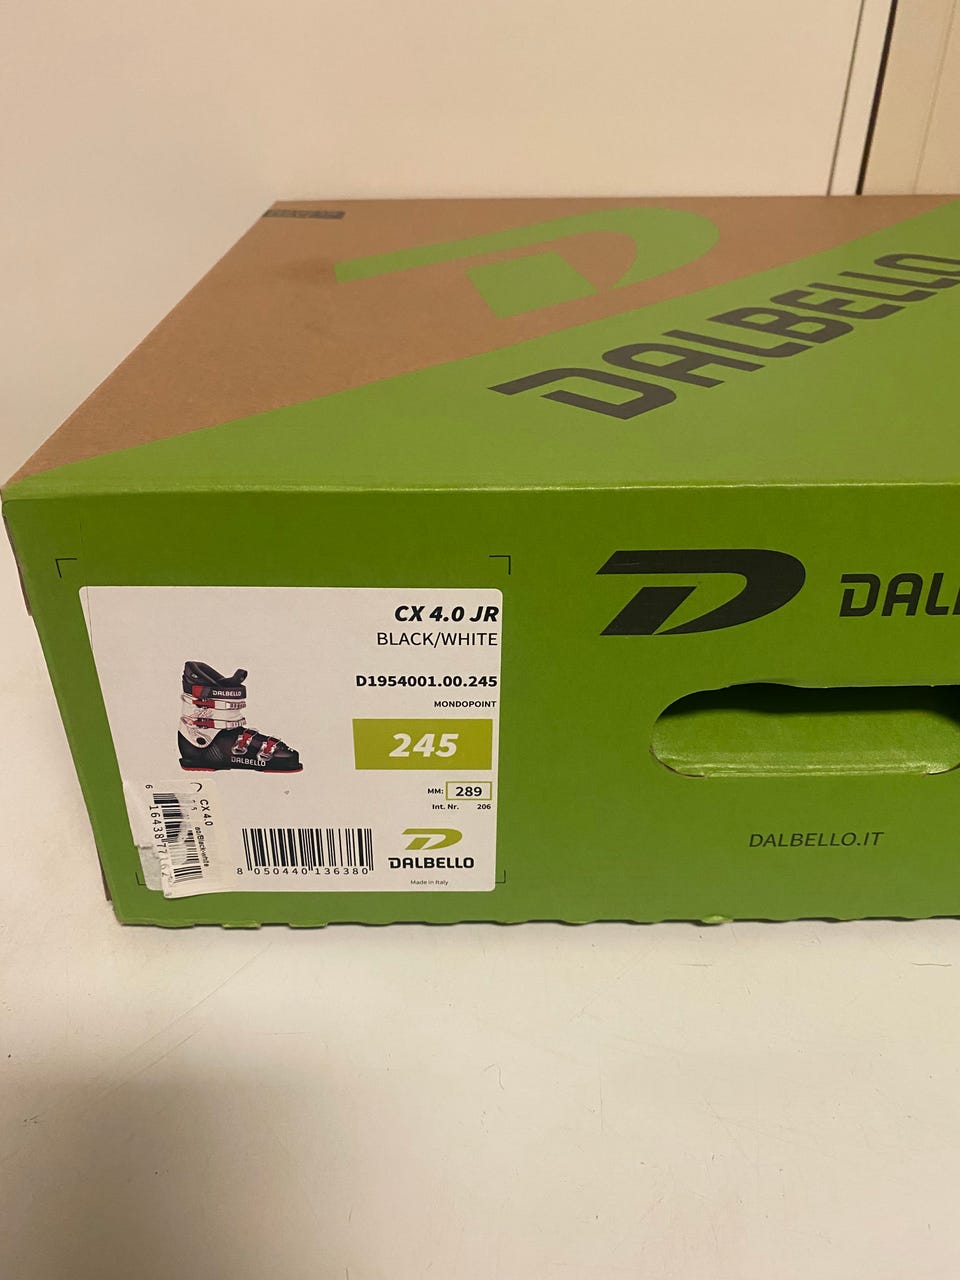 DALBELLO
CX 4.0 JR
BLACK/WHITE
D1954001.00.245
MONDOPOINT
245
MM: 289
Int. Nr. 206
DALBELLO
DALBELLO
8 050440 136380
DALBELLO
Made in Italy
CX 4.0
DALBELLO.IT